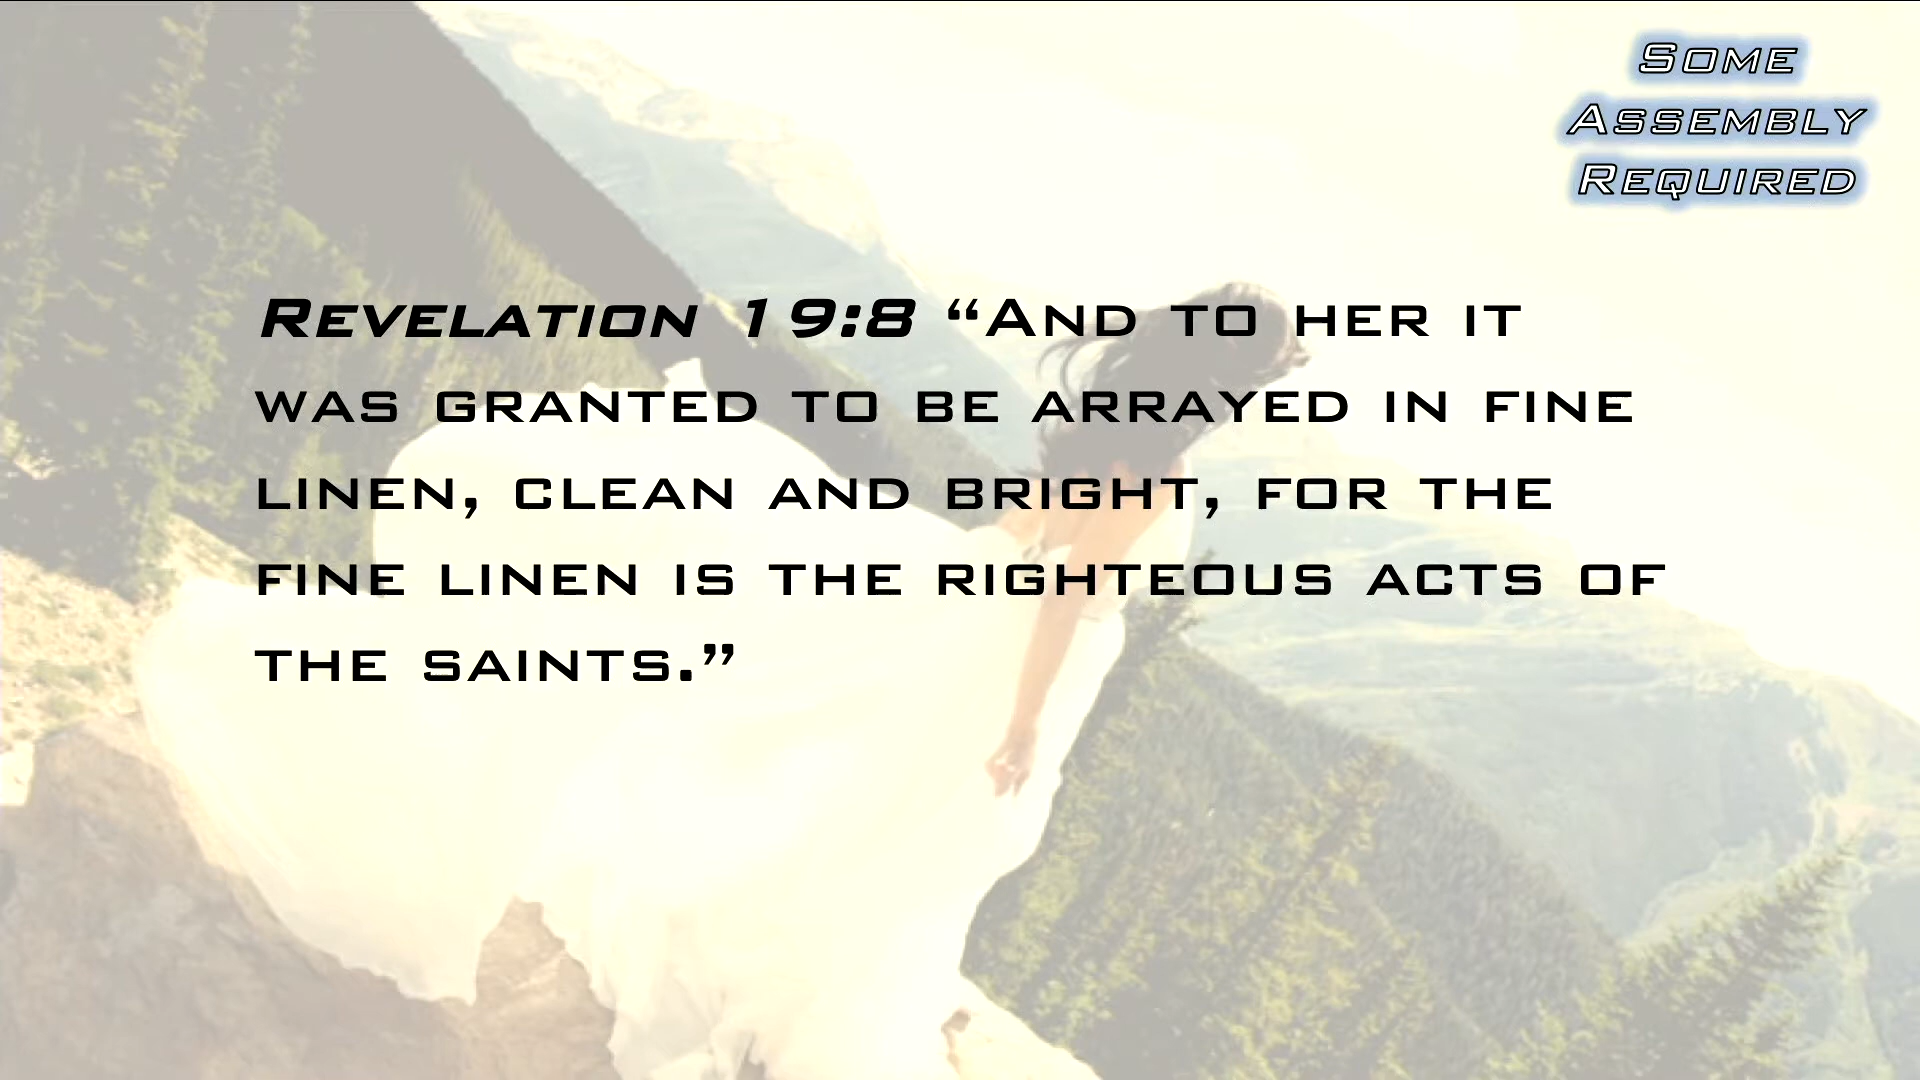 Some
Assembly
Required
Revelation 19:8 “And to her it
was granted to be arrayed in fine
linen, clean and bright, for the
fine linen is the righteous acts of
the saints.”